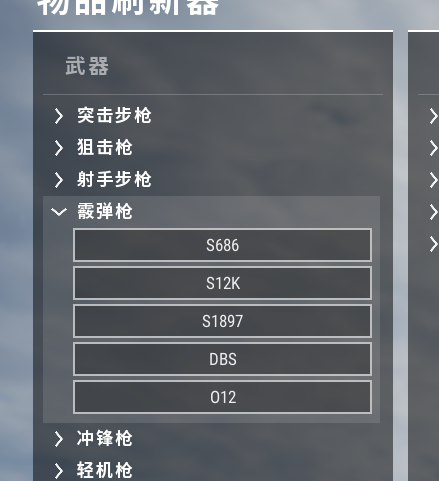 物品刷新器
武器
突击步枪
狙击枪
射手步枪
霰弹枪
S686
S12K
S1897
DBS
O12
冲锋枪
轻机枪